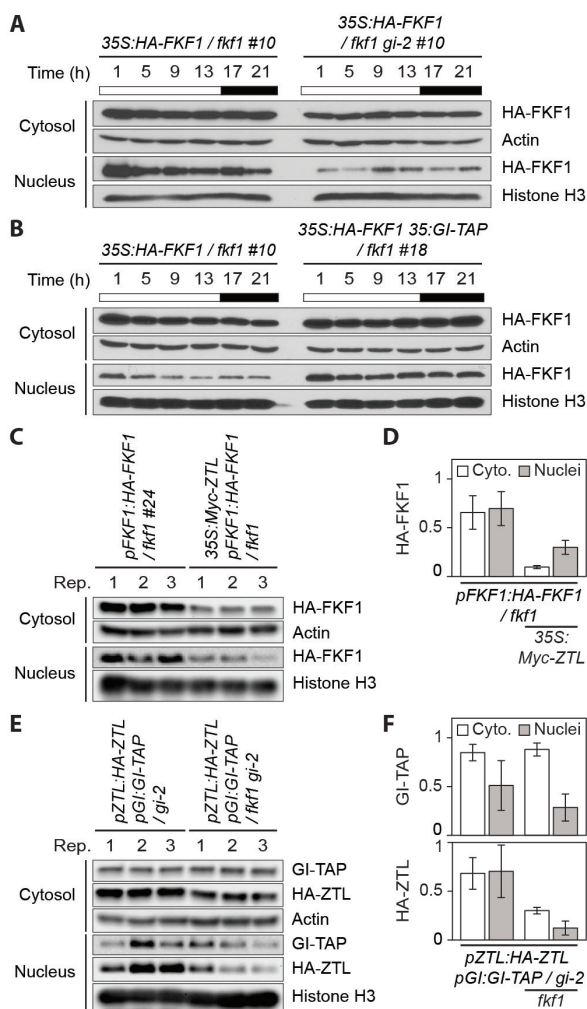 A
35S:HA-FKF1 / fkf1 #10
35S:HA-FKF1
/ fkf1 gi-2 #10
Time (h) 1 5 9 13 17 21 1 5 9 13 17 21
Cytosol
HA-FKF1
Actin
Nucleus
HA-FKF1
Histone H3
B
35S:HA-FKF1 / fkf1 #10
35S:HA-FKF1 35:GI-TAP
/ fkf1 #18
Time (h) 1 5 9 13 17 21 1 5 9 13 17 21
Cytosol
HA-FKF1
Actin
Nucleus
HA-FKF1
Histone H3
C
pFKF1:HA-FKF1
/ fkf1 #24
35S:Myc-ZTL
pFKF1:HA-FKF1
/ fkf1
Rep. 1 2 3 1 2 3
Cytosol
HA-FKF1
Actin
Nucleus
HA-FKF1
Histone H3
D
Cyto. Nuclei
HA-FKF1
1
0.5
0
pFKF1:HA-FKF1
/ fkf1
35S:
Myc-ZTL
E
pZTL:HA-ZTL
pGI:GI-TAP
/ gi-2
pZTL:HA-ZTL
pGI:GI-TAP
/ fkf1 gi-2
Rep. 1 2 3 1 2 3
Cytosol
GI-TAP
HA-ZTL
Actin
Nucleus
GI-TAP
HA-ZTL
Histone H3
F
Cyto. Nuclei
GI-TAP
1
0.5
0
HA-ZTL
1
0.5
0
pZTL:HA-ZTL
pGI:GI-TAP / gi-2
fkf1